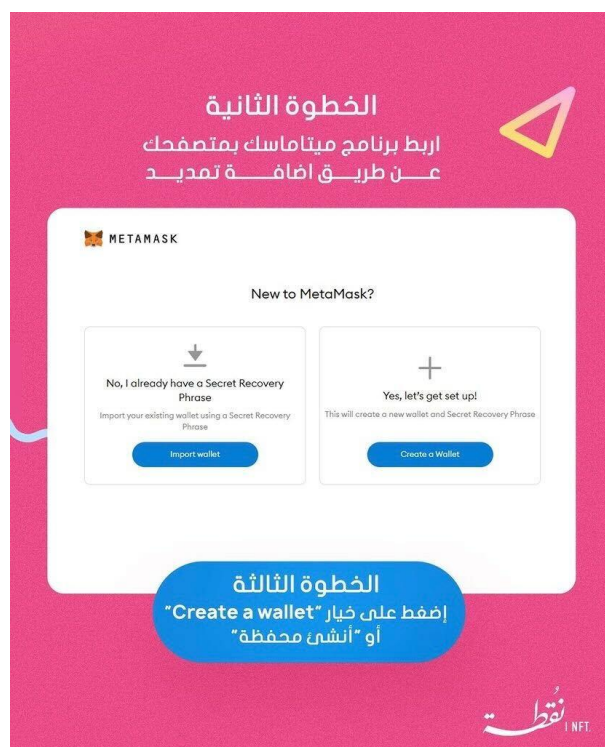 الخطوة الثانية
اربط برنامج ميتاماسك بمتصفحك
عن طريق اضافة تمديد
METAMASK
New to MetaMask?
No, I already have a Secret Recovery
Phrase
Import your existing wallet using a Secret Recovery
Phrase
Import wallet
Yes, let's get set up!
This will create a new wallet and Secret Recovery Phrase
Create a Wallet
الخطوة الثالثة
إضغط على خيار "Create a wallet"
أو "أنشئ محفظة"
نُقطة | NFT.